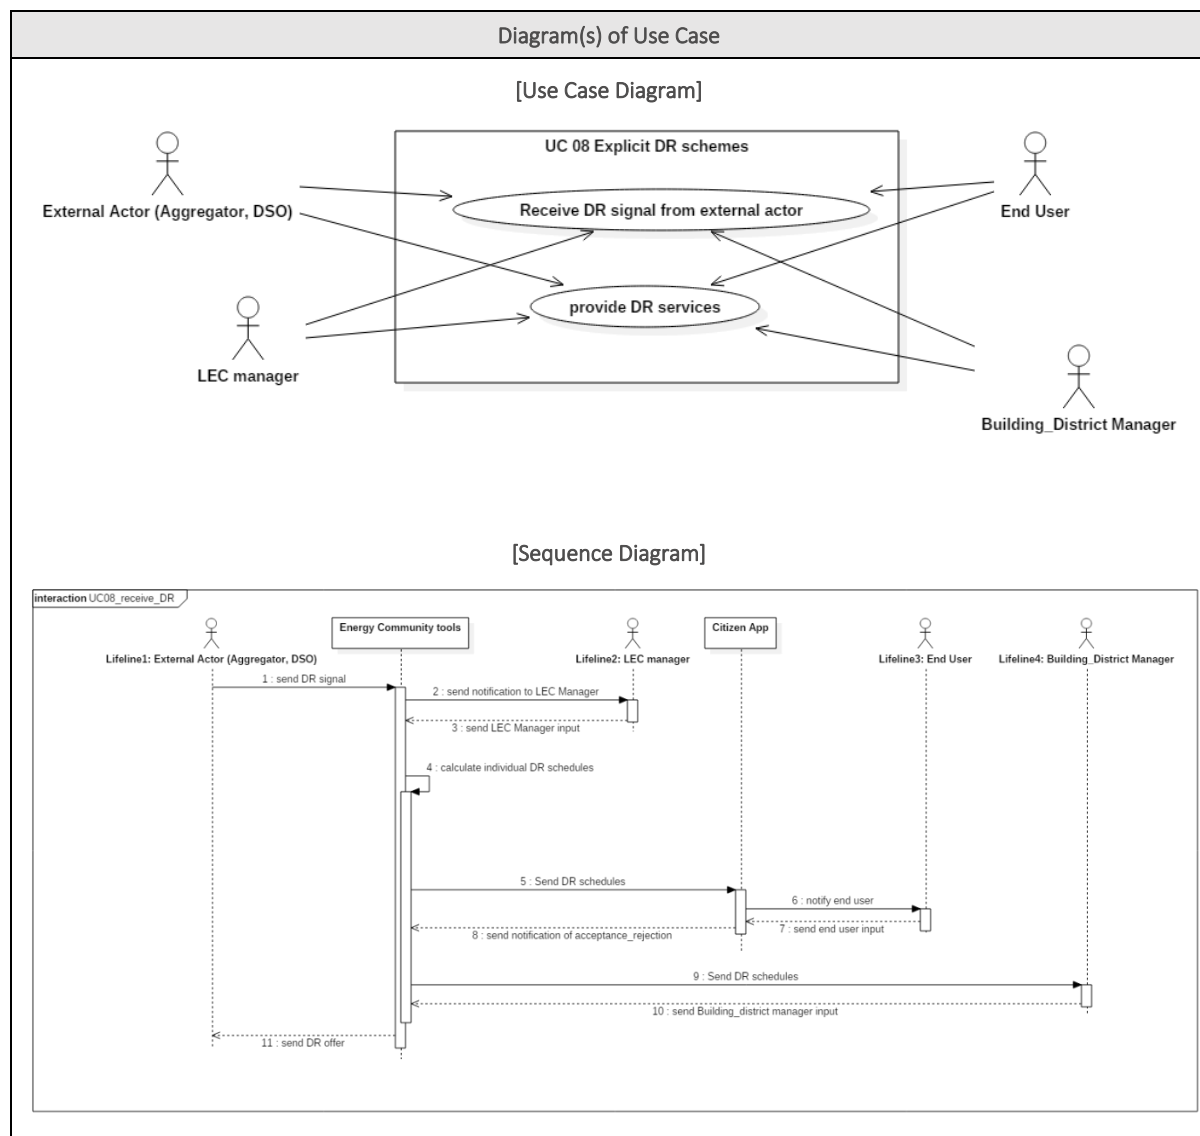 Diagram(s) of Use Case
[Use Case Diagram]
UC 08 Explicit DR schemes
External Actor (Aggregator, DSO)
Receive DR signal from external actor
End User
provide DR services
LEC manager
Building_District Manager
[Sequence Diagram]
interaction UC08_receive_DR
Energy Community tools
Citizen App
Lifeline1: External Actor (Aggregator, DSO)
Lifeline2: LEC manager
Lifeline3: End User
Lifeline4: Building_District Manager
1 : send DR signal
2 : send notification to LEC Manager
3 : send LEC Manager input
4 : calculate individual DR schedules
5 : Send DR schedules
6 : notify end user
7 : send end user input
8 : send notification of acceptance_rejection
9 : Send DR schedules
10 : send Building_district manager input
11 : send DR offer